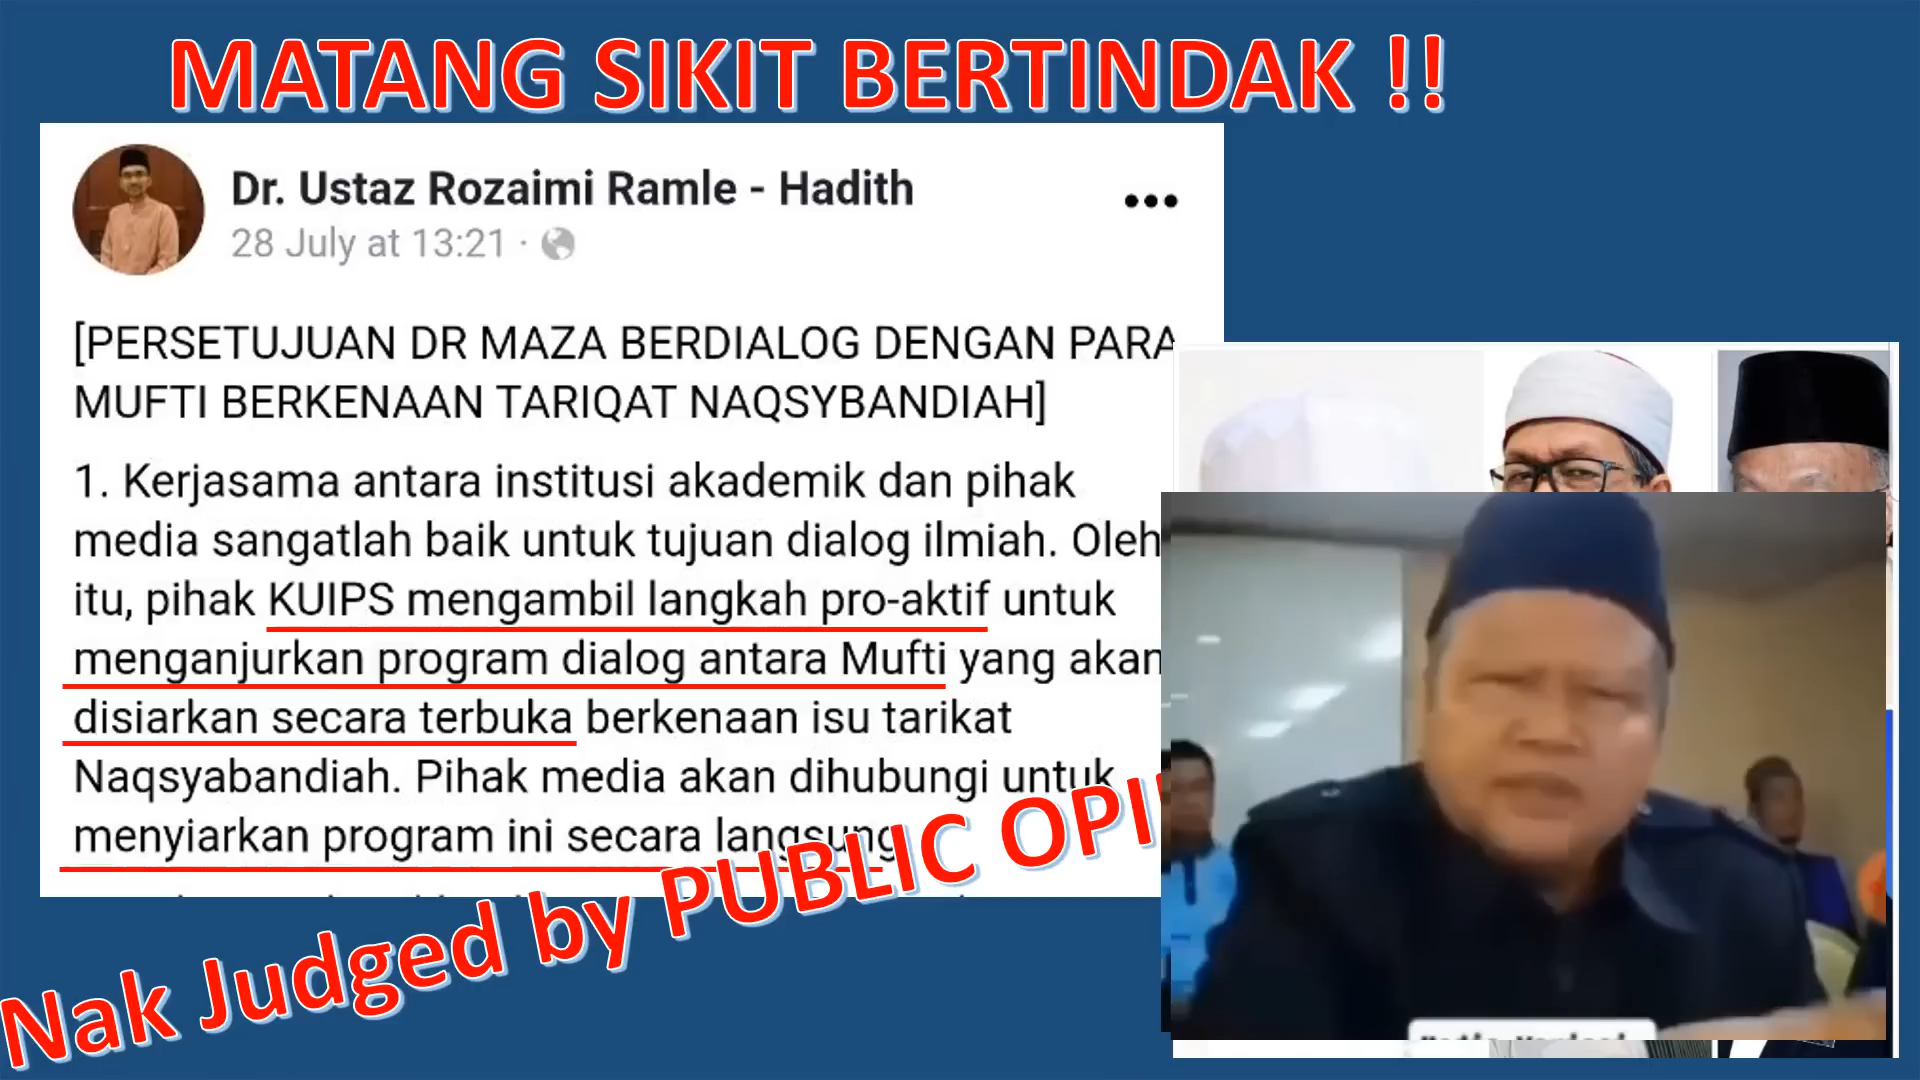 MATANG SIKIT BERTINDAK !!
Dr. Ustaz Rozaimi Ramle - Hadith
28 July at 13:21 ·
[PERSETUJUAN DR MAZA BERDIALOG DENGAN PARA
MUFTI BERKENAAN TARIQAT NAQSYBANDIAH]
1. Kerjasama antara institusi akademik dan pihak
media sangatlah baik untuk tujuan dialog ilmiah. Oleh
itu, pihak KUIPS mengambil langkah pro-aktif untuk
menganjurkan program dialog antara Mufti yang akan
disiarkan secara terbuka berkenaan isu tarikat
Naqsyabandiah. Pihak media akan dihubungi untuk
menyiarkan program ini secara langsung
Nak Judged by PUBLIC OPI